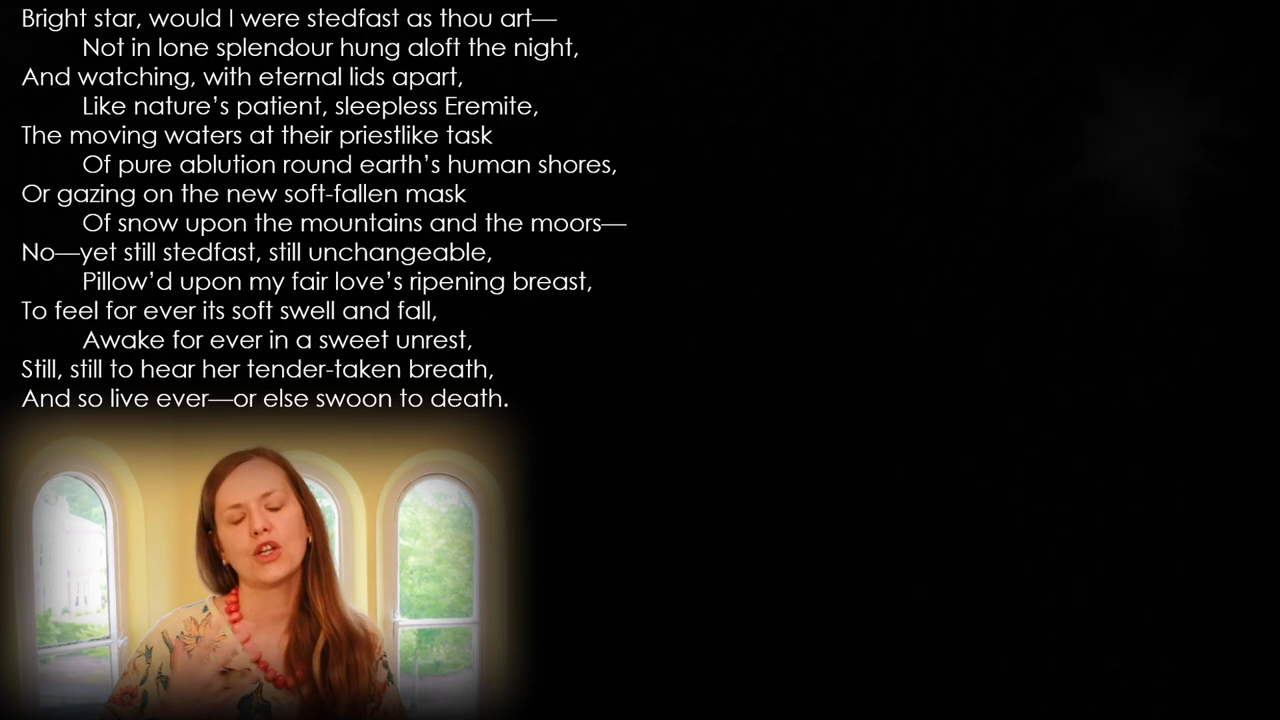 Bright star, would I were stedfast as thou art—
Not in lone splendour hung aloft the night,
And watching, with eternal lids apart,
Like nature's patient, sleepless Eremite,
The moving waters at their priestlike task
Of pure ablution round earth's human shores,
Or gazing on the new soft-fallen mask
Of snow upon the mountains and the moors—
No—yet still stedfast, still unchangeable,
Pillow'd upon my fair love's ripening breast,
To feel for ever its soft swell and fall,
Awake for ever in a sweet unrest,
Still, still to hear her tender-taken breath,
And so live ever—or else swoon to death.